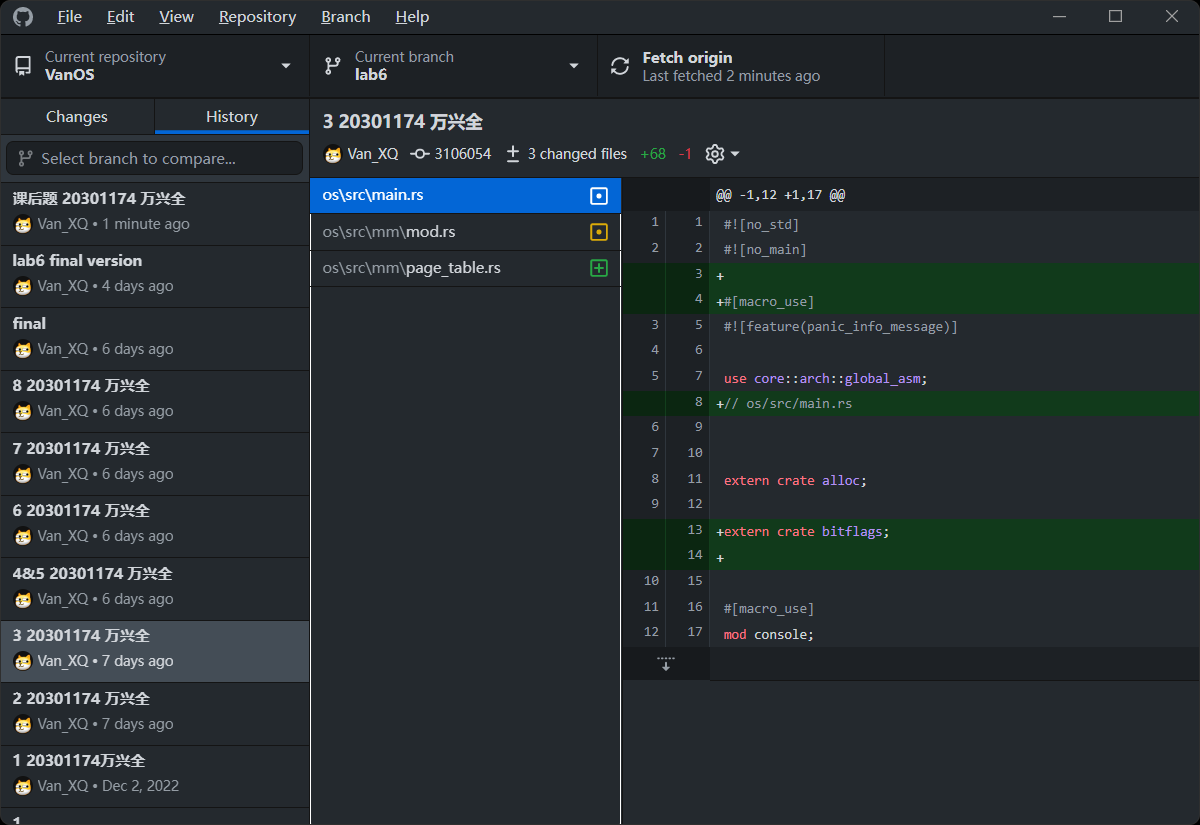 File Edit View Repository Branch Help
Current repository
VanOS
Current branch
lab6
Fetch origin
Last fetched 2 minutes ago
Changes
History
Select branch to compare...
课后题 20301174 万兴全
Van_XQ • 1 minute ago
lab6 final version
Van_XQ • 4 days ago
final
Van_XQ • 6 days ago
8 20301174 万兴全
Van_XQ • 6 days ago
7 20301174 万兴全
Van_XQ • 6 days ago
6 20301174 万兴全
Van_XQ • 6 days ago
4&5 20301174 万兴全
Van_XQ • 6 days ago
3 20301174 万兴全
Van_XQ • 7 days ago
2 20301174 万兴全
Van_XQ • 7 days ago
1 20301174万兴全
Van_XQ • Dec 2, 2022
1
3 20301174 万兴全
Van_XQ 3106054 3 changed files +68 -1
os\src\main.rs
os\src\mm\mod.rs
os\src\mm\page_table.rs
@@ -1,12 +1,17 @@
1 1 #![no_std]
2 2 #![no_main]
3 +
4 +#[macro_use]
3 5 #![feature(panic_info_message)]
4 6
5 7 use core::arch::global_asm;
8 +// os/src/main.rs
6 9
7 10
8 11 extern crate alloc;
9 12
13 +extern crate bitflags;
14 +
10 15
11 16 #[macro_use]
12 17 mod console;